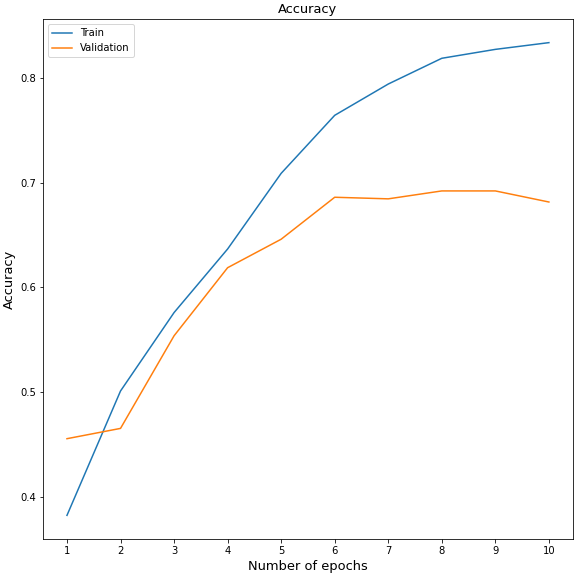 Accuracy
Train
Validation
0.8
0.7
0.6
0.5
0.4
Accuracy
1 2 3 4 5 6 7 8 9 10
Number of epochs